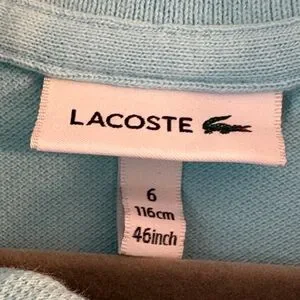 LACOSTE
6
116cm
46inch